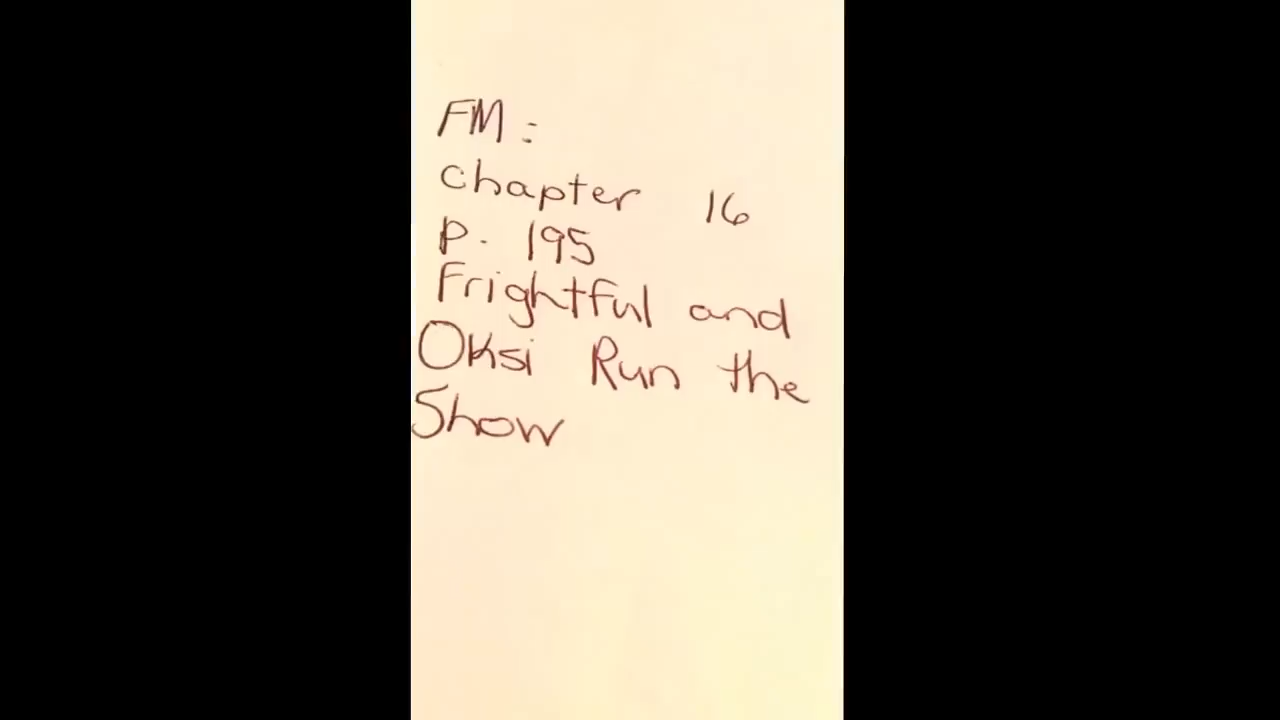 FM:
chapter 16
p. 195
Frightful and
Oksi Run the
Show